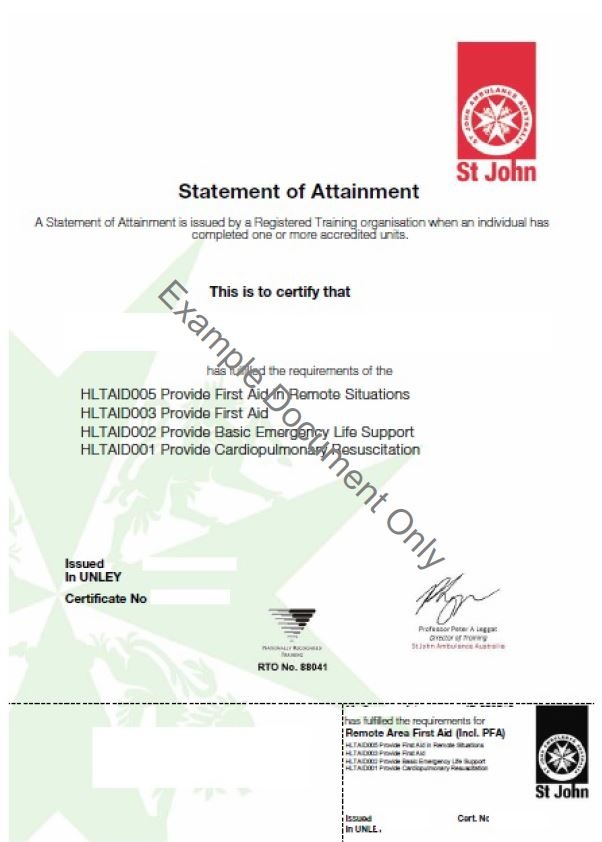 ST JOHN AMBULANCE AUSTRALIA
St John
Statement of Attainment
A Statement of Attainment is issued by a Registered Training organisation when an individual has
completed one or more accredited units.
This is to certify that
has fulfilled the requirements of the
HLTAID005 Provide First Aid in Remote Situations
HLTAID003 Provide First Aid
HLTAID002 Provide Basic Emergency Life Support
HLTAID001 Provide Cardiopulmonary Resuscitation
Example Document Only
Issued
In UNLEY
Certificate No
NATIONALLY RECOGNISED
TRAINING
RTO No. 88041
Professor Peter A Leggat
Director of Training
St John Ambulance Australia
has fulfilled the requirements for
Remote Area First Aid (Incl. PFA)
HLTAID005 Provide First Aid in Remote Situations
HLTAID003 Provide First Aid
HLTAID002 Provide Basic Emergency Life Support
HLTAID001 Provide Cardiopulmonary Resuscitation
ST JOHN AMBULANCE AUSTRALIA
St John
Issued
Cert. No
In UNLE